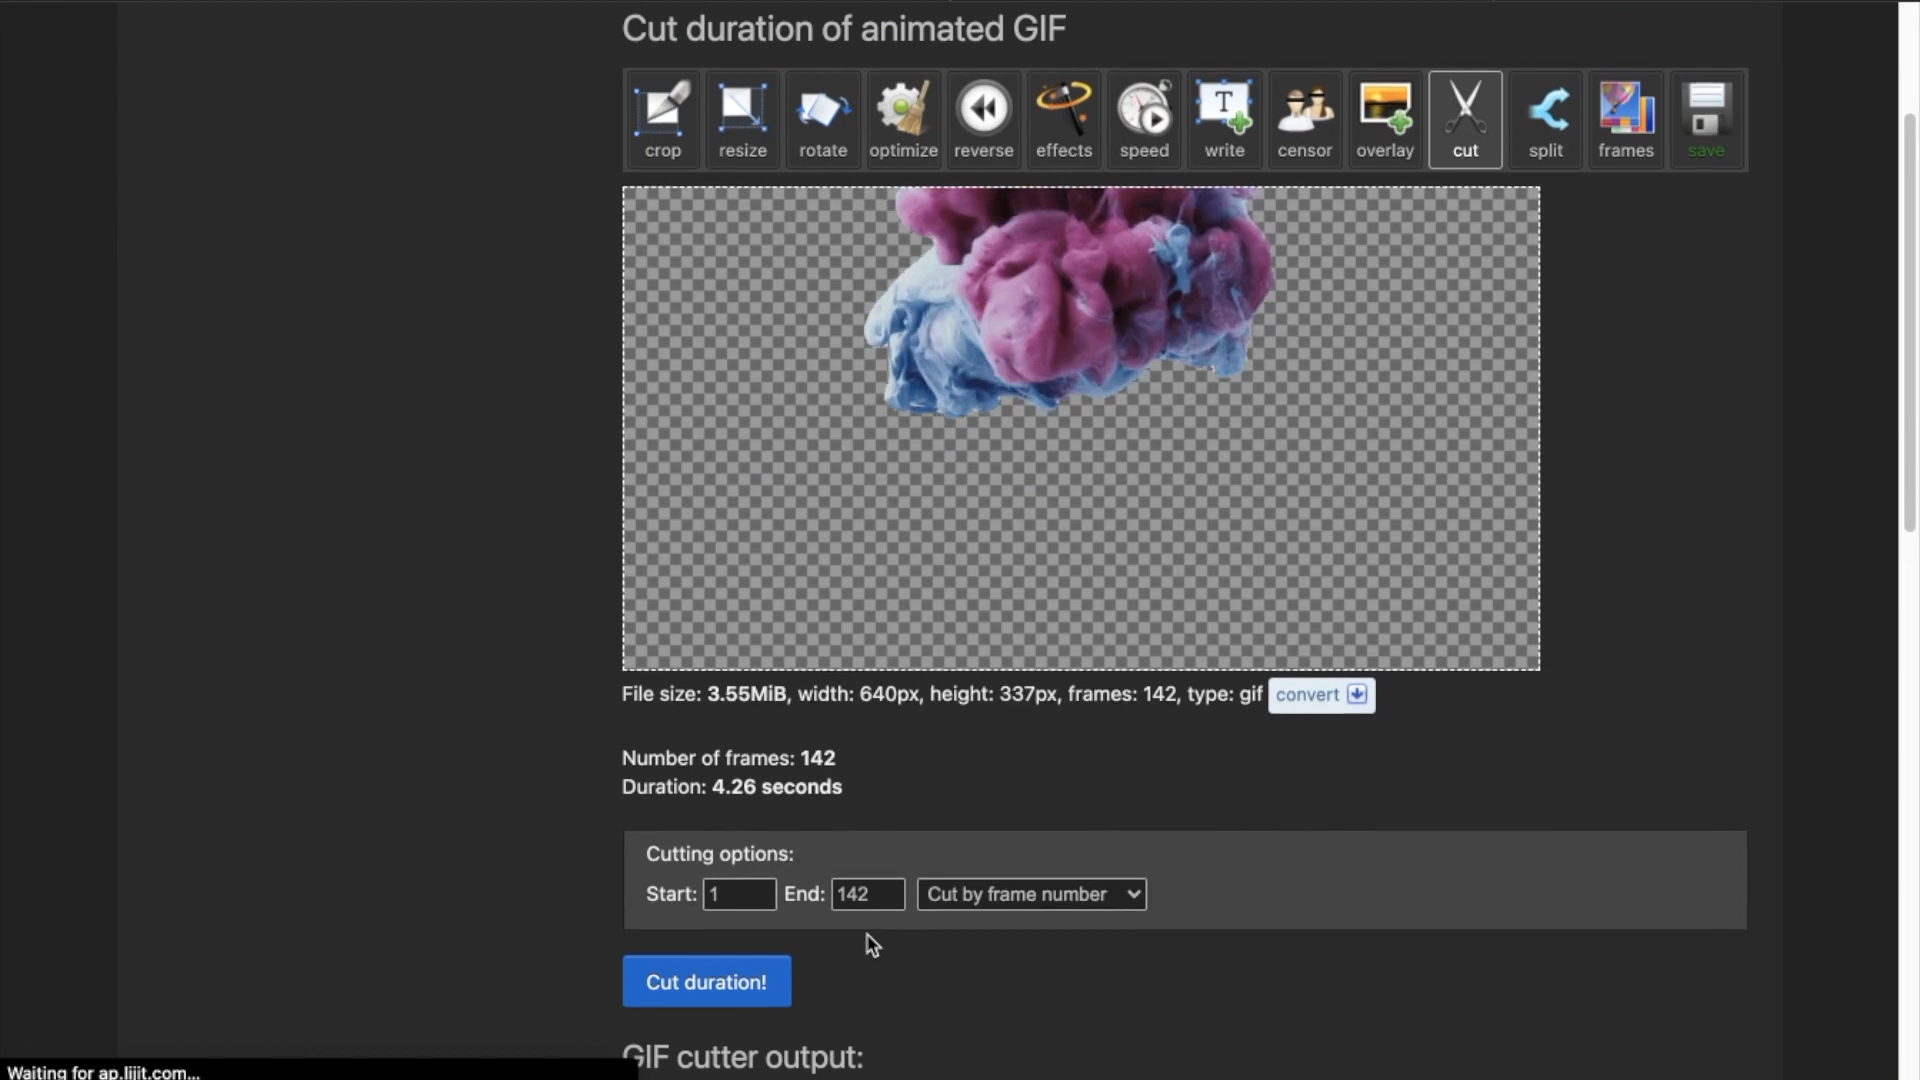 Cut duration of animated GIF
crop resize rotate optimize reverse effects speed write censor overlay cut split frames save
T
File size: 3.55MiB, width: 640px, height: 337px, frames: 142, type: gif convert
Number of frames: 142
Duration: 4.26 seconds
Cutting options:
Start: 1 End: 142 Cut by frame number
Cut duration!
GIF cutter output:
Waiting for ap.lijit.com...